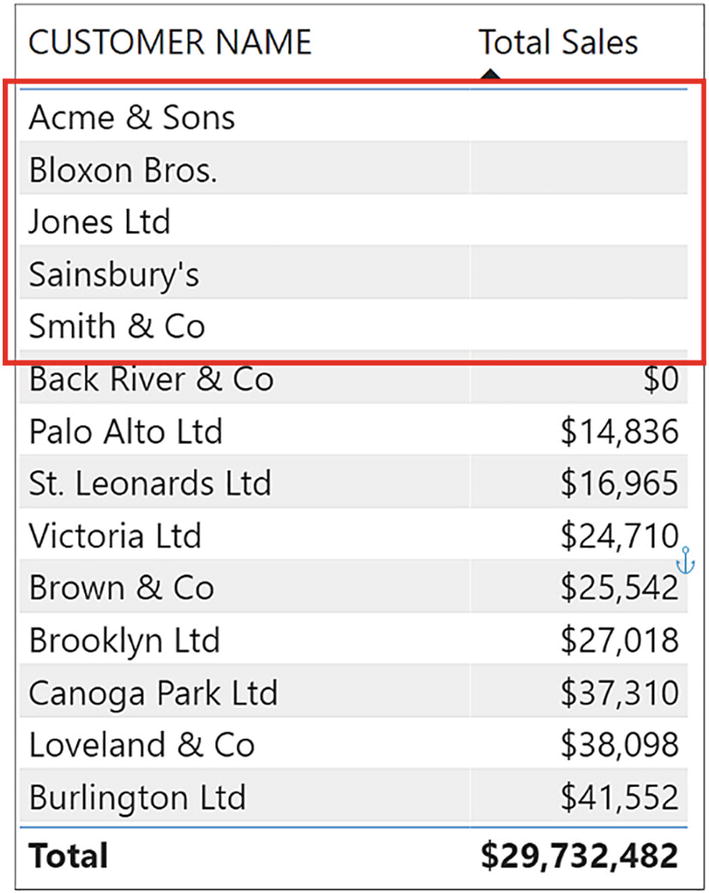 CUSTOMER NAME Total Sales
Acme & Sons
Bloxon Bros.
Jones Ltd
Sainsbury's
Smith & Co
Back River & Co $0
Palo Alto Ltd $14,836
St. Leonards Ltd $16,965
Victoria Ltd $24,710
Brown & Co $25,542
Brooklyn Ltd $27,018
Canoga Park Ltd $37,310
Loveland & Co $38,098
Burlington Ltd $41,552
Total $29,732,482